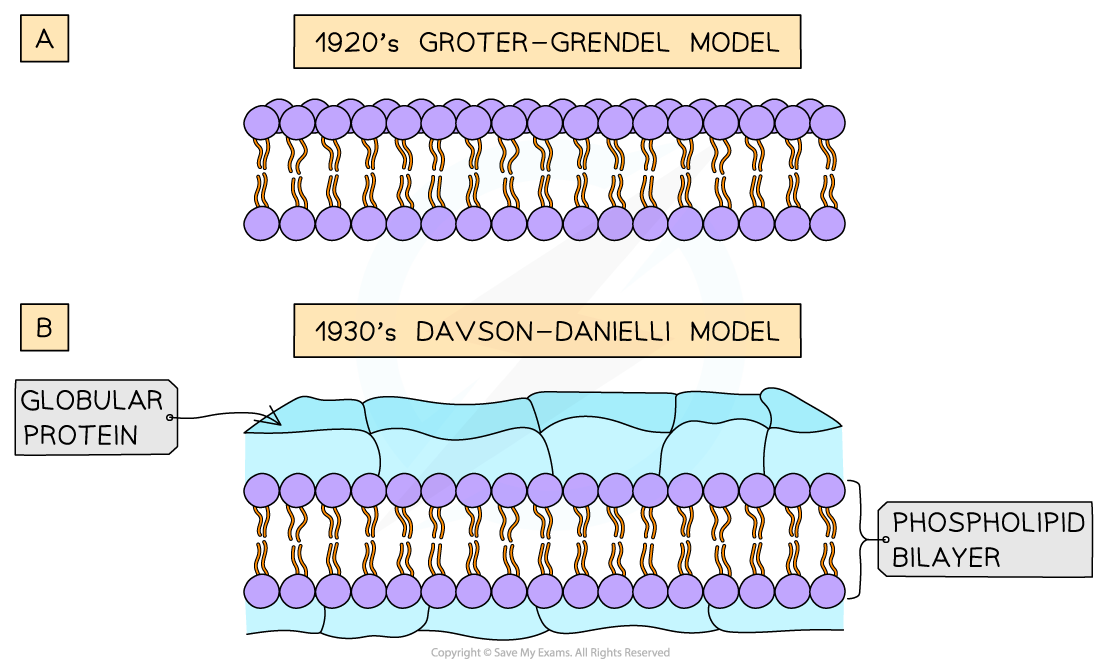 A
1920's GROTER-GRENDEL MODEL
B
1930's DAVSON-DANIELLI MODEL
GLOBULAR
PROTEIN
PHOSPHOLIPID
BILAYER
Copyright © Save My Exams. All Rights Reserved